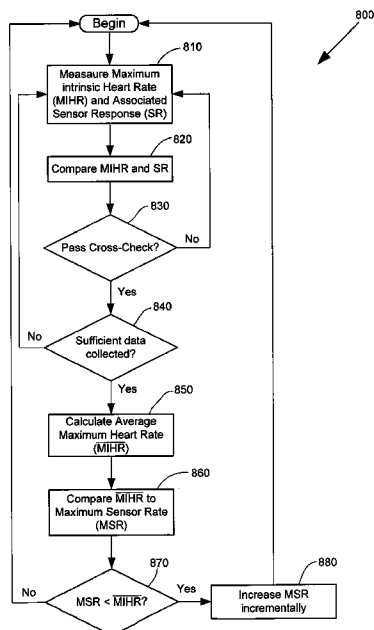 Begin
800
810
Measaure Maximum
intrinsic Heart Rate
(MIHR) and Associated
Sensor Response (SR)
820
Compare MIHR and SR
830
Pass Cross-Check?
No
Yes
840
No
Sufficient data
collected?
Yes
850
Calculate Average
Maximum Heart Rate
(MIHR)
860
Compare MIHR to
Maximum Sensor Rate
(MSR)
870
880
No
MSR < MIHR?
Yes
Increase MSR
incrementally